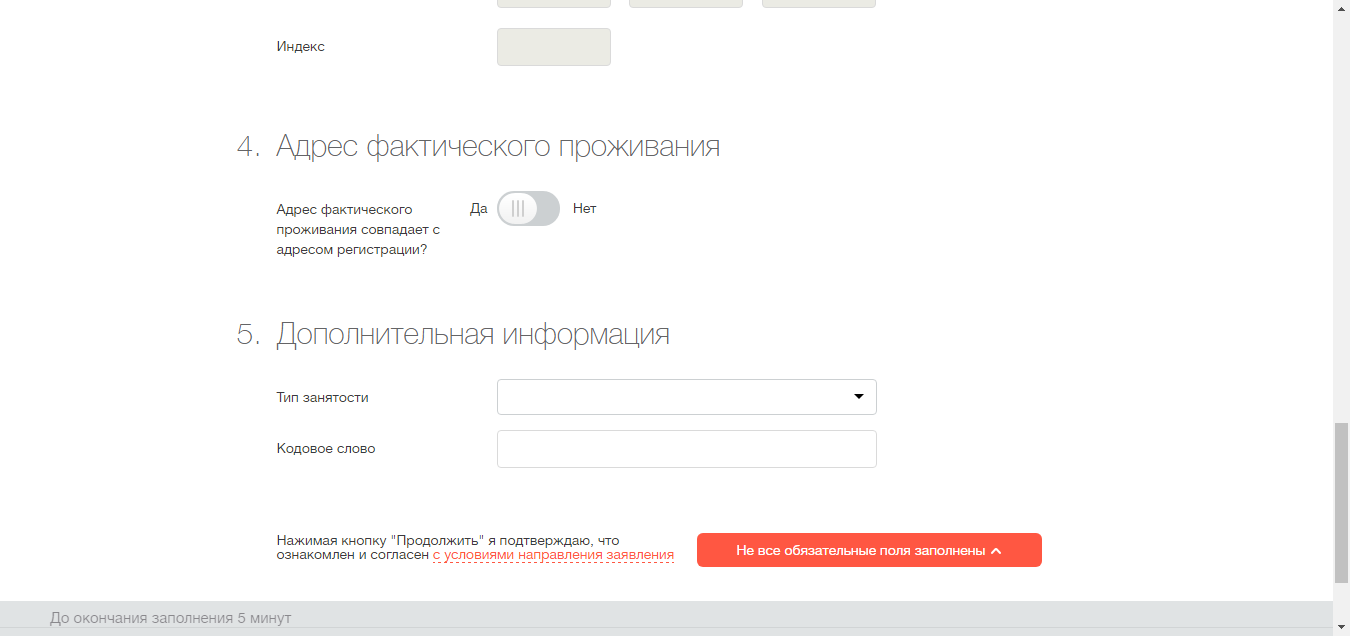 Индекс
4. Адрес фактического проживания
Адрес фактического
проживания совпадает с
адресом регистрации?
Да
Нет
5. Дополнительная информация
Тип занятости
Кодовое слово
Нажимая кнопку "Продолжить" я подтверждаю, что
ознакомлен и согласен с условиями направления заявления
Не все обязательные поля заполнены
До окончания заполнения 5 минут